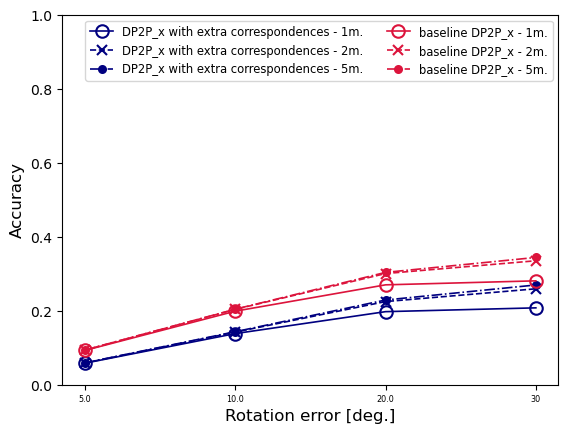 1.0
DP2P_x with extra correspondences - 1m.
DP2P_x with extra correspondences - 2m.
DP2P_x with extra correspondences - 5m.
baseline DP2P_x - 1m.
baseline DP2P_x - 2m.
baseline DP2P_x - 5m.
0.8
0.6
0.4
0.2
0.0
Accuracy
5.0 10.0 20.0 30
Rotation error [deg.]